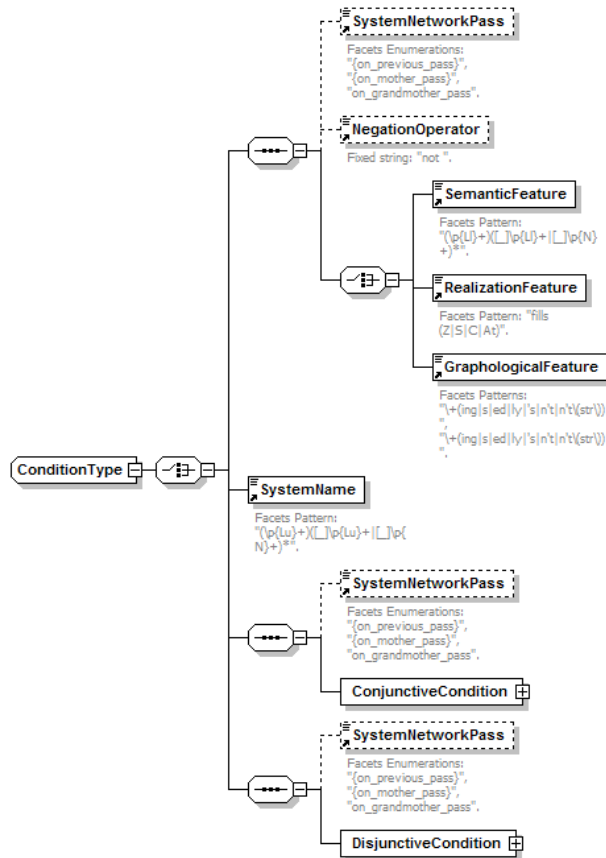 SystemNetworkPass
Facets Enumerations:
"{on_previous_pass}",
"{on_mother_pass}",
"on_grandmother_pass".
NegationOperator
Fixed string: "not ".
SemanticFeature
Facets Pattern:
"(\p{Ll}+)([_]\p{Ll}+|[_]\p{N}
+)*".
RealizationFeature
Facets Pattern: "fills
(Z|S|C|At)".
GraphologicalFeature
Facets Patterns:
"\+(ing|s|ed|ly|'s|n't|n't\(str\))
",
"\+(ing|s|ed|ly|'s|n't|n't\(str\))
".
ConditionType
SystemName
Facets Pattern:
"(\p{Lu}+)([_]\p{Lu}+|[_]\p{
N}+)*".
SystemNetworkPass
Facets Enumerations:
"{on_previous_pass}",
"{on_mother_pass}",
"on_grandmother_pass".
ConjunctiveCondition
SystemNetworkPass
Facets Enumerations:
"{on_previous_pass}",
"{on_mother_pass}",
"on_grandmother_pass".
DisjunctiveCondition